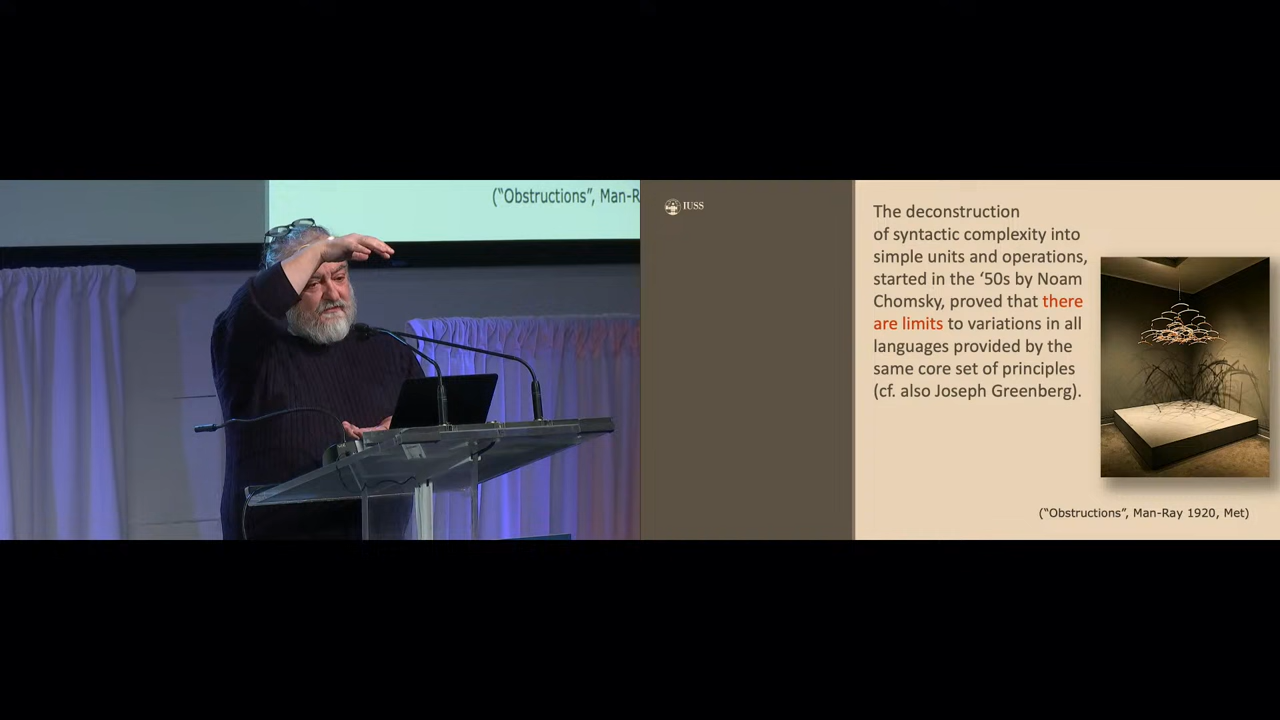 ("Obstructions", Man-R
IUSS
The deconstruction
of syntactic complexity into
simple units and operations,
started in the ‘50s by Noam
Chomsky, proved that there
are limits to variations in all
languages provided by the
same core set of principles
(cf. also Joseph Greenberg).
("Obstructions", Man-Ray 1920, Met)